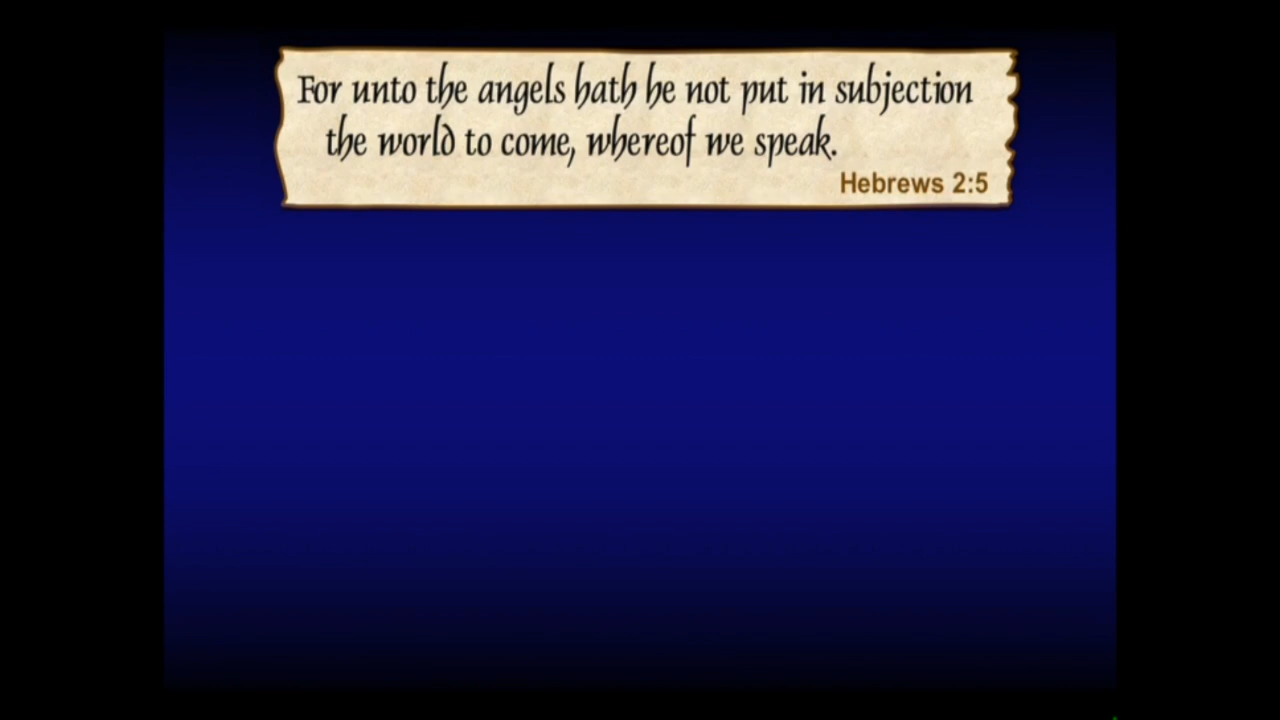 For unto the angels hath he not put in subjection
the world to come, whereof we speak.
Hebrews 2:5